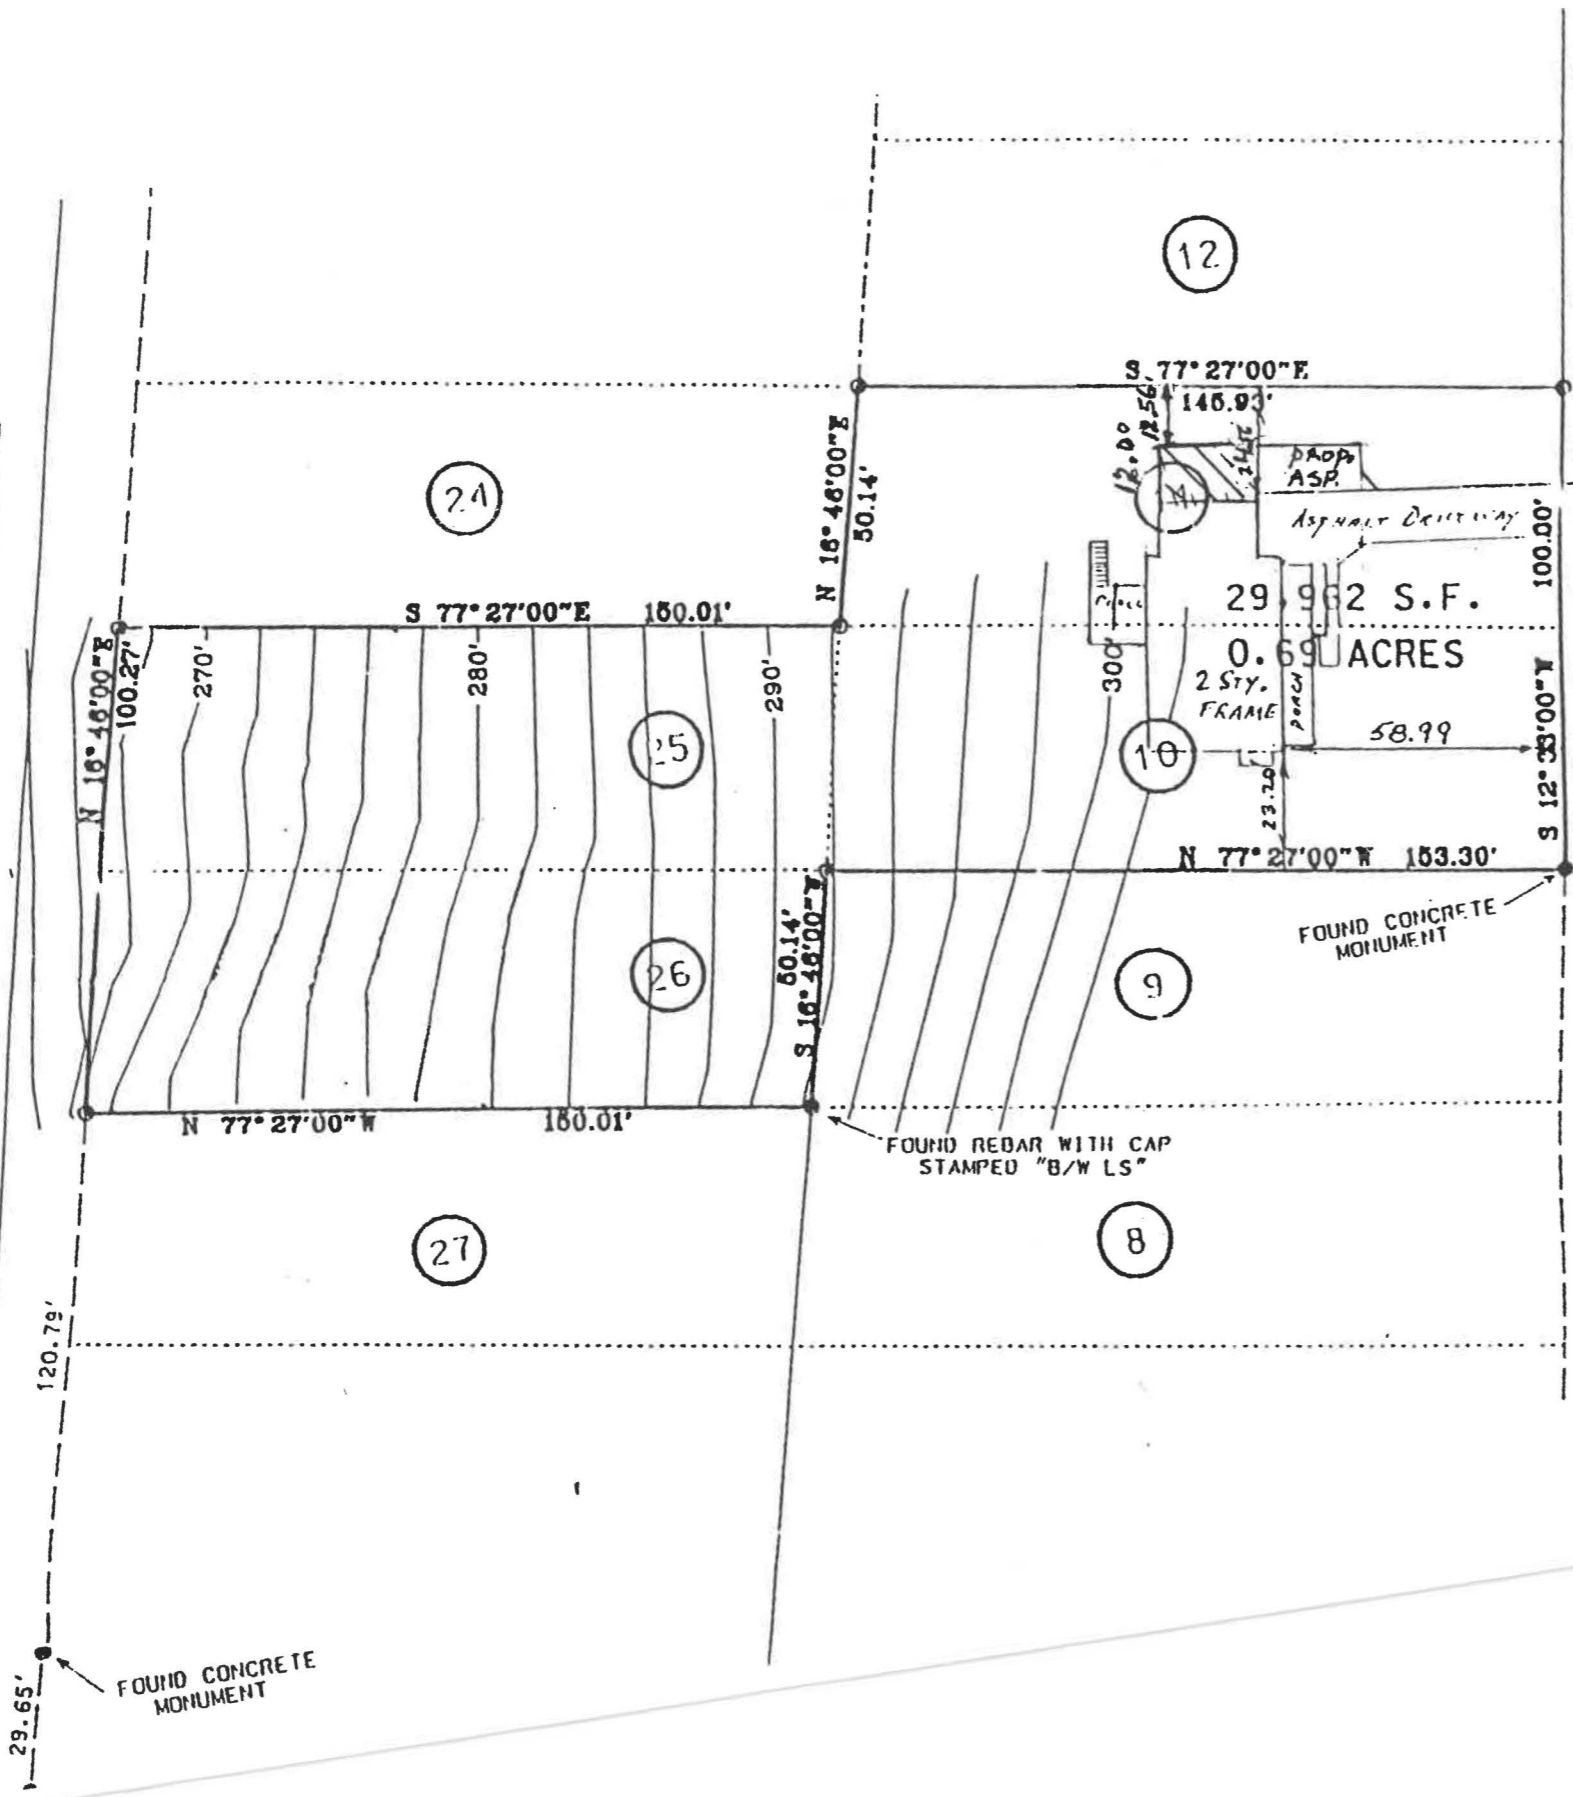 12
S 77°27'00"E
145.93'
12.56'
12.00
N 16°46'00"E
50.14'
24
PROP.
ASP.
ASPHALT DRIVEWAY
100.00'
S 77°27'00"E 150.01'
29,962 S.F.
0.69 ACRES
N 16°46'00"E
100.27'
270'
280'
290'
300'
2 STY.
FRAME
PORCH
58.99
25
10
23.20
S 12°33'00"W
N 77°27'00"W 153.30'
FOUND CONCRETE
MONUMENT
50.14'
S 16°46'00"W
26
9
N 77°27'00"W 150.01'
FOUND REBAR WITH CAP
STAMPED "B/W LS"
27
8
120.79'
FOUND CONCRETE
MONUMENT
29.65'